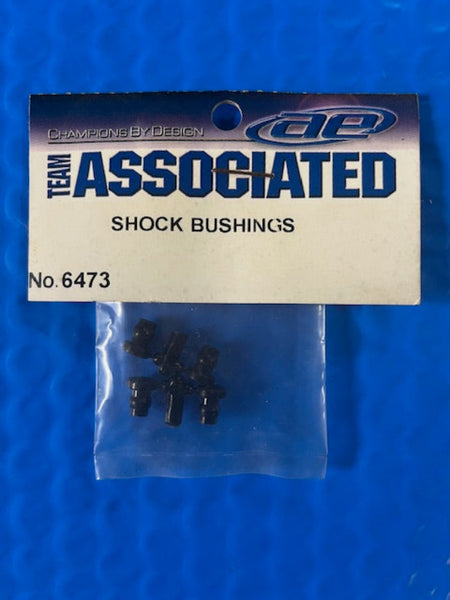 CHAMPIONS BY DESIGN
ae
TEAM
ASSOCIATED
SHOCK BUSHINGS
No. 6473